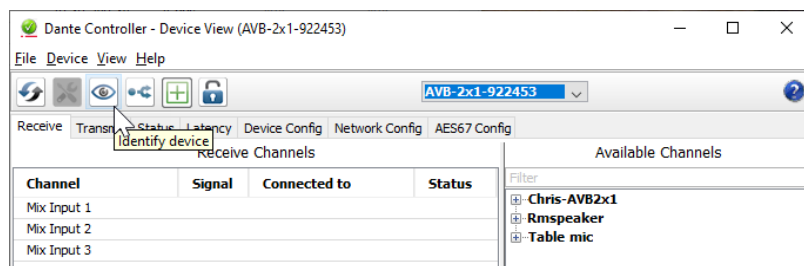 Dante Controller - Device View (AVB-2x1-922453)
File Device View Help
AVB-2x1-922453
Receive Transm Status Latency Device Config Network Config AES67 Config
Identify device
Receive Channels
Available Channels
Channel Signal Connected to Status
Filter
Mix Input 1
Mix Input 2
Mix Input 3
Chris-AVB2x1
Rmspeaker
Table mic